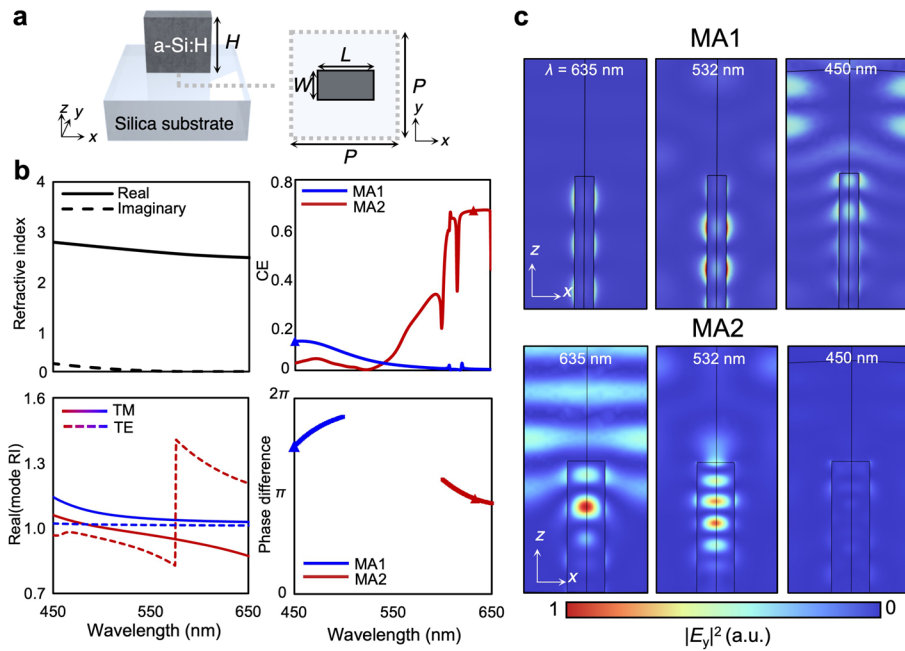 a
a-Si:H
H
Silica substrate
z
y
x
L
W
P
y
x
P
b
4
3
2
1
0
Refractive index
Real
Imaginary
0.8
0.6
0.4
0.2
0
CE
MA1
MA2
1.6
1.3
1.0
0.7
Real(mode RI)
TM
TE
450
550
650
Wavelength (nm)
2π
π
0
Phase difference
MA1
MA2
450
550
650
Wavelength (nm)
c
MA1
λ = 635 nm
532 nm
450 nm
z
x
MA2
635 nm
532 nm
450 nm
z
x
1
0
|Ey|² (a.u.)